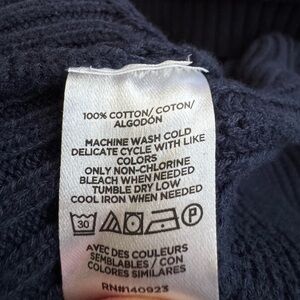 100% COTTON/ COTON/
ALGODON
MACHINE WASH COLD
DELICATE CYCLE WITH LIKE
COLORS
ONLY NON-CHLORINE
BLEACH WHEN NEEDED
TUMBLE DRY LOW
COOL IRON WHEN NEEDED
30 P
AVEC DES COULEURS
SEMBLABLES / CON
COLORES SIMILARES
RN#140923